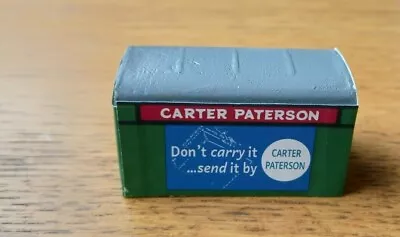 CARTER PATERSON
Don't carry it
...send it by
CARTER
PATERSON